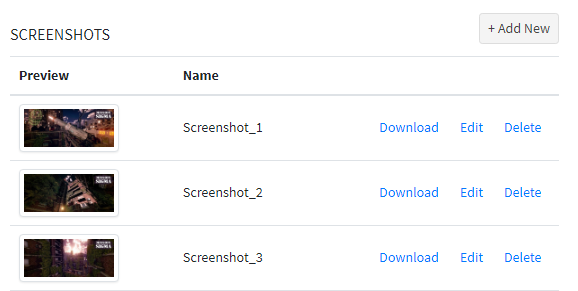 SCREENSHOTS
+ Add New
Preview Name
Screenshot_1 Download Edit Delete
Screenshot_2 Download Edit Delete
Screenshot_3 Download Edit Delete